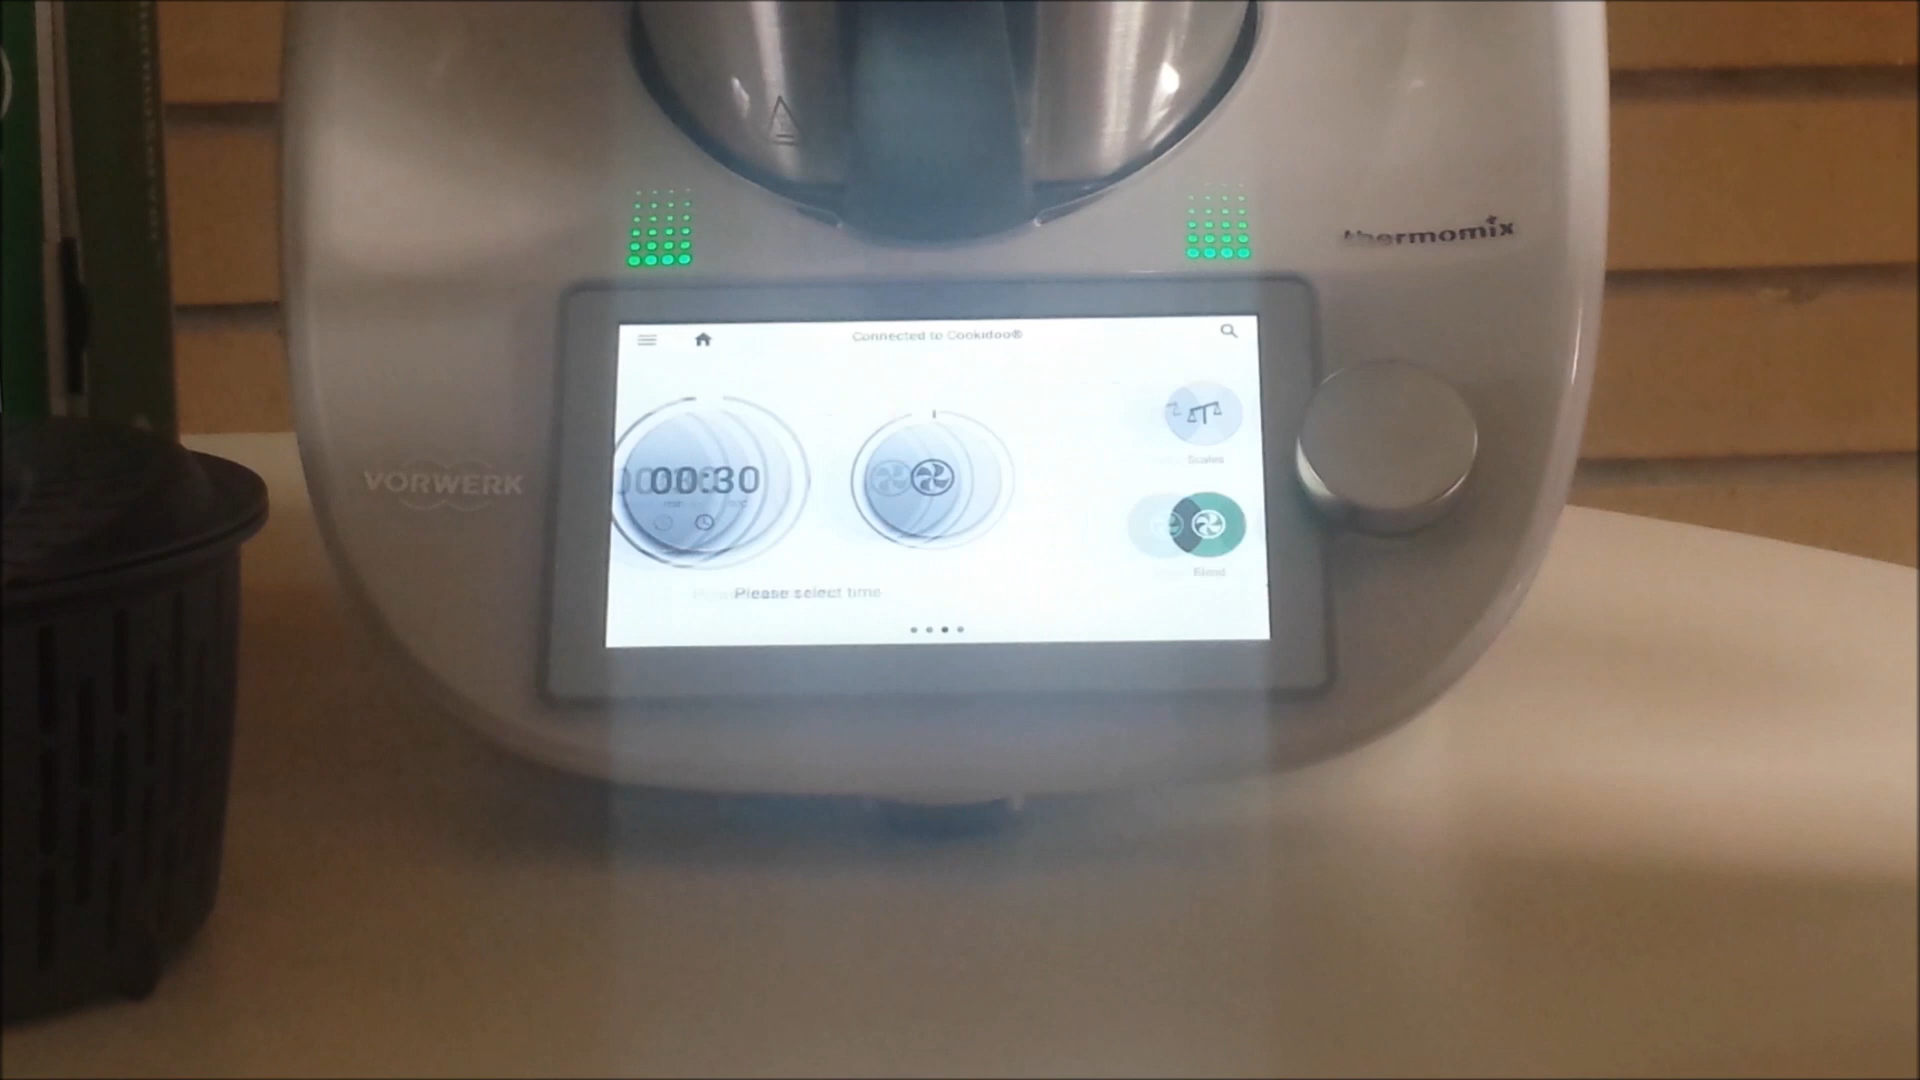 thermomix
Connected to Cookidoo®
Scales
00:30
VORWERK
Blend
Please select time